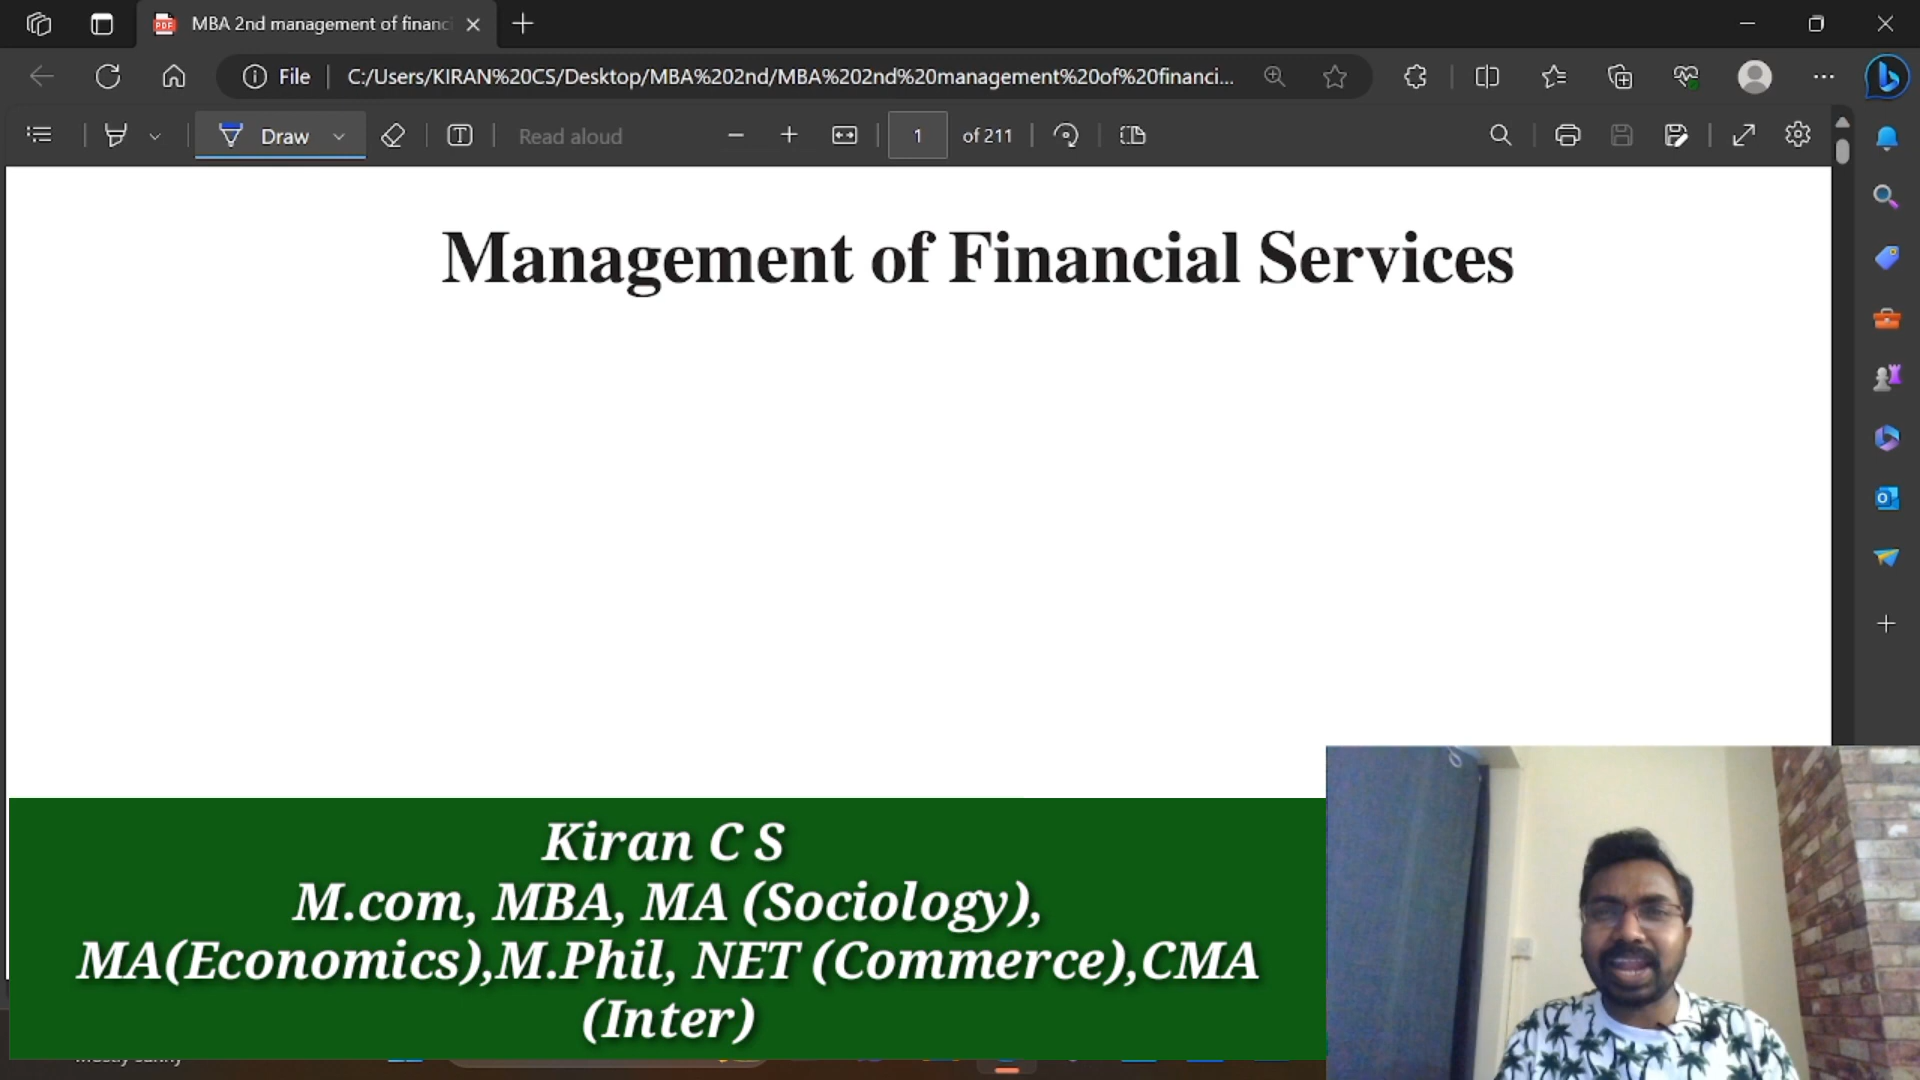 MBA 2nd management of financi
File
C:/Users/KIRAN%20CS/Desktop/MBA%202nd/MBA%202nd%20management%20of%20financi...
Draw
Read aloud
1 of 211
Management of Financial Services
Kiran C S
M.com, MBA, MA (Sociology),
MA(Economics),M.Phil, NET (Commerce),CMA
(Inter)